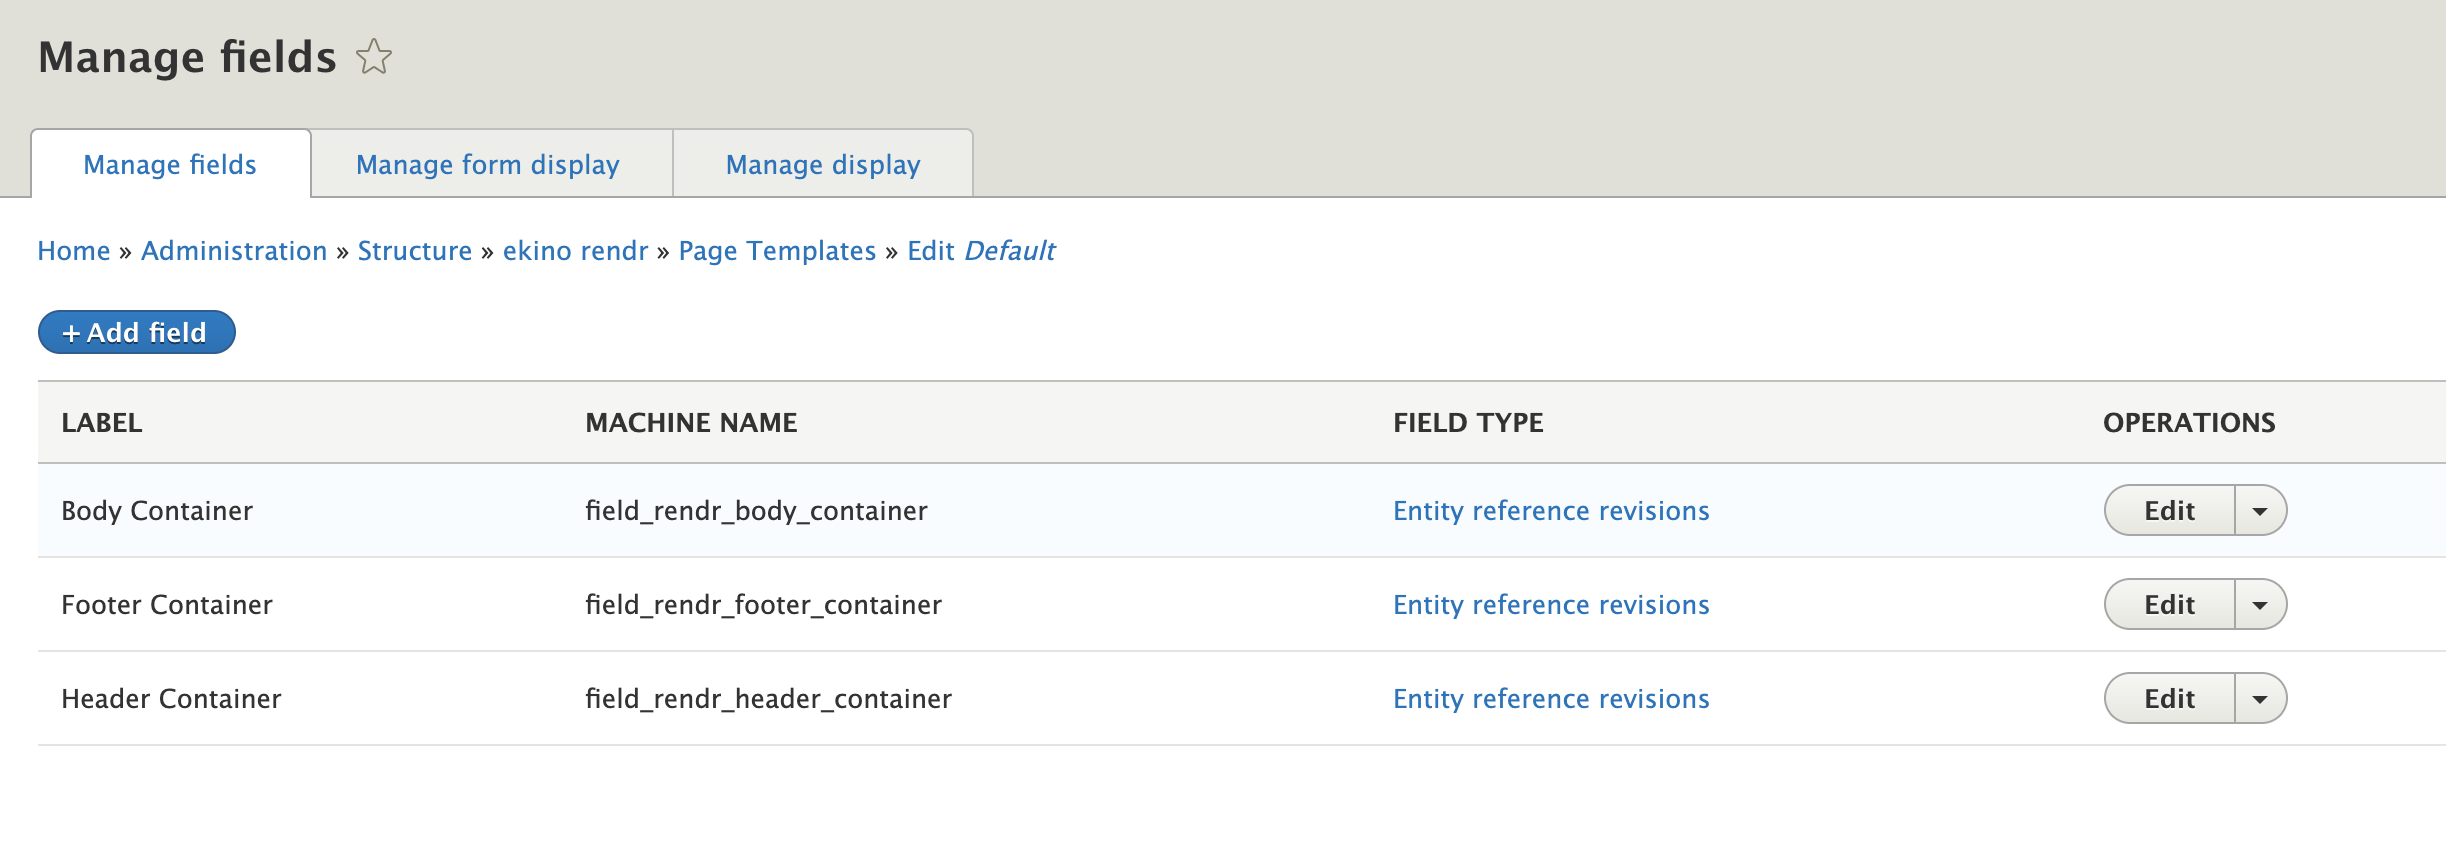 Manage fields
Manage fields Manage form display Manage display
Home » Administration » Structure » ekino rendr » Page Templates » Edit Default
+ Add field
LABEL MACHINE NAME FIELD TYPE OPERATIONS
Body Container field_rendr_body_container Entity reference revisions Edit
Footer Container field_rendr_footer_container Entity reference revisions Edit
Header Container field_rendr_header_container Entity reference revisions Edit